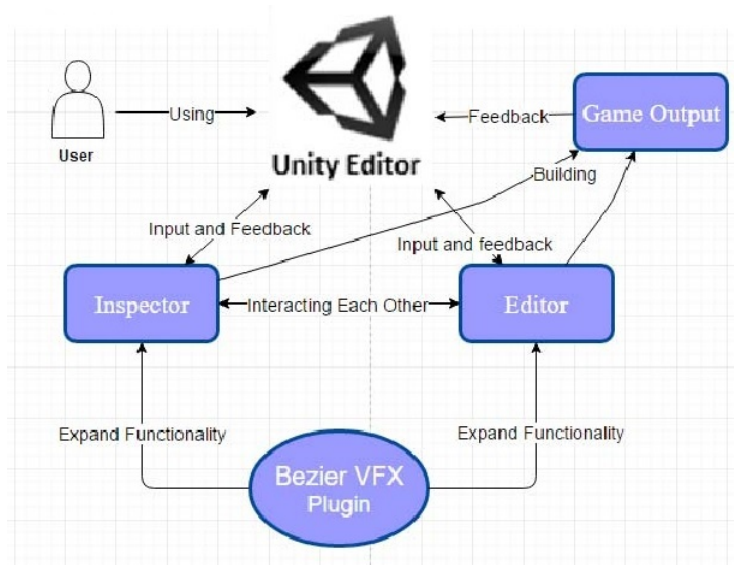 Using
Feedback
Game Output
User
Unity Editor
Building
Input and Feedback
Input and feedback
Inspector
Interacting Each Other
Editor
Expand Functionality
Expand Functionality
Bezier VFX
Plugin